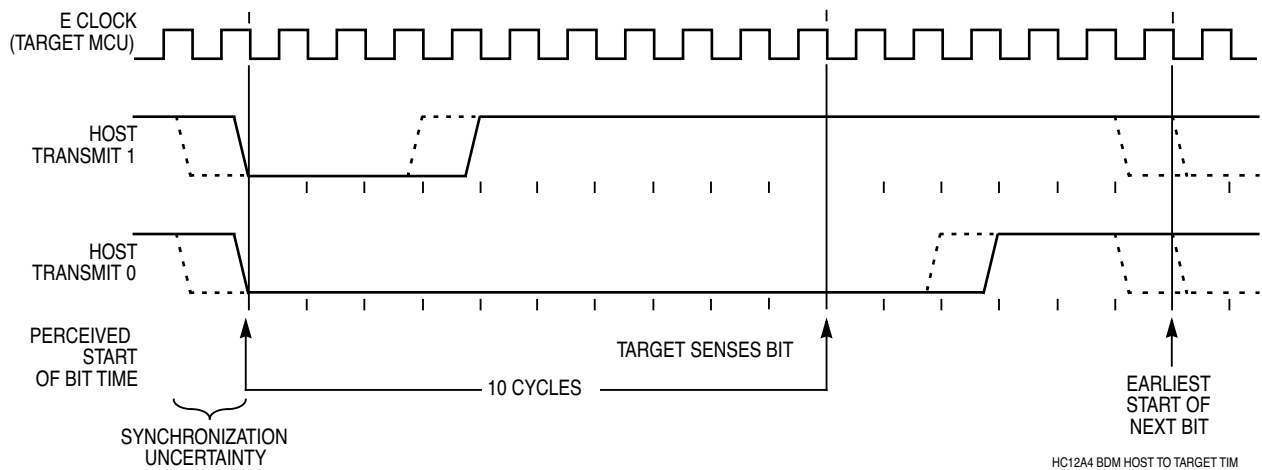 E CLOCK
(TARGET MCU)
HOST
TRANSMIT 1
HOST
TRANSMIT 0
PERCEIVED
START
OF BIT TIME
TARGET SENSES BIT
10 CYCLES
EARLIEST
START OF
NEXT BIT
SYNCHRONIZATION
UNCERTAINTY
HC12A4 BDM HOST TO TARGET TIM